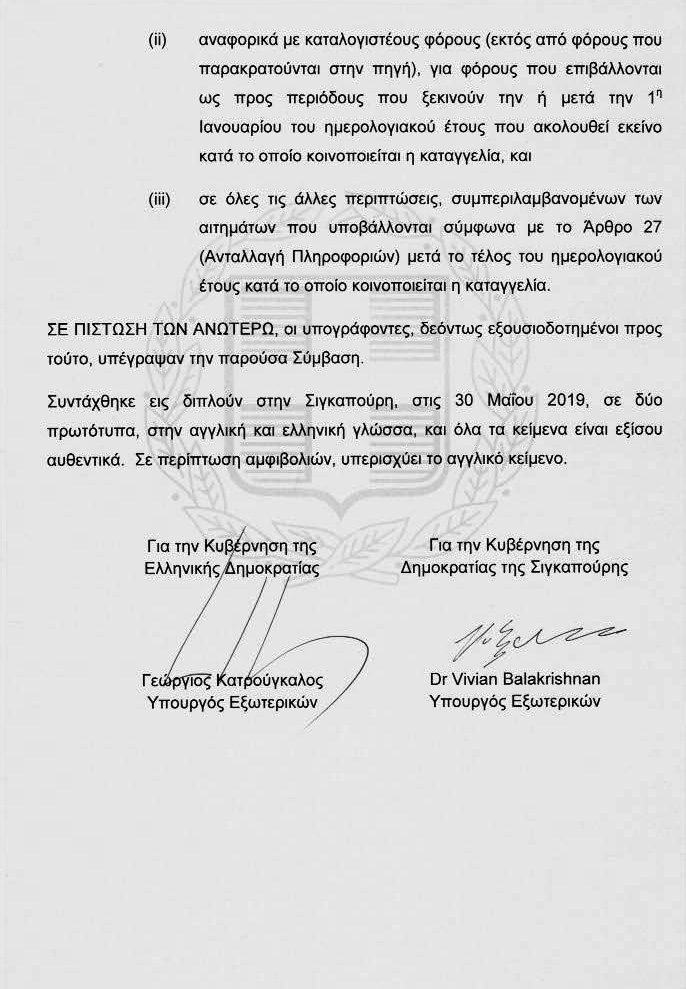 (ii) αναφορικά με καταλογιστέους φόρους (εκτός από φόρους που
παρακρατούνται στην πηγή), για φόρους που επιβάλλονται
ως προς περιόδους που ξεκινούν την ή μετά την 1η
Ιανουαρίου του ημερολογιακού έτους που ακολουθεί εκείνο
κατά το οποίο κοινοποιείται η καταγγελία, και
(iii) σε όλες τις άλλες περιπτώσεις, συμπεριλαμβανομένων των
αιτημάτων που υποβάλλονται σύμφωνα με το Άρθρο 27
(Ανταλλαγή Πληροφοριών) μετά το τέλος του ημερολογιακού
έτους κατά το οποίο κοινοποιείται η καταγγελία.
ΣΕ ΠΙΣΤΩΣΗ ΤΩΝ ΑΝΩΤΕΡΩ, οι υπογράφοντες, δεόντως εξουσιοδοτημένοι προς
τούτο, υπέγραψαν την παρούσα Σύμβαση.
Συντάχθηκε εις διπλούν στην Σιγκαπούρη, στις 30 Μαΐου 2019, σε δύο
πρωτότυπα, στην αγγλική και ελληνική γλώσσα, και όλα τα κείμενα είναι εξίσου
αυθεντικά. Σε περίπτωση αμφιβολιών, υπερισχύει το αγγλικό κείμενο.
Για την Κυβέρνηση της
Ελληνικής Δημοκρατίας
Γεώργιος Κατρούγκαλος
Υπουργός Εξωτερικών
Για την Κυβέρνηση της
Δημοκρατίας της Σιγκαπούρης
Dr Vivian Balakrishnan
Υπουργός Εξωτερικών